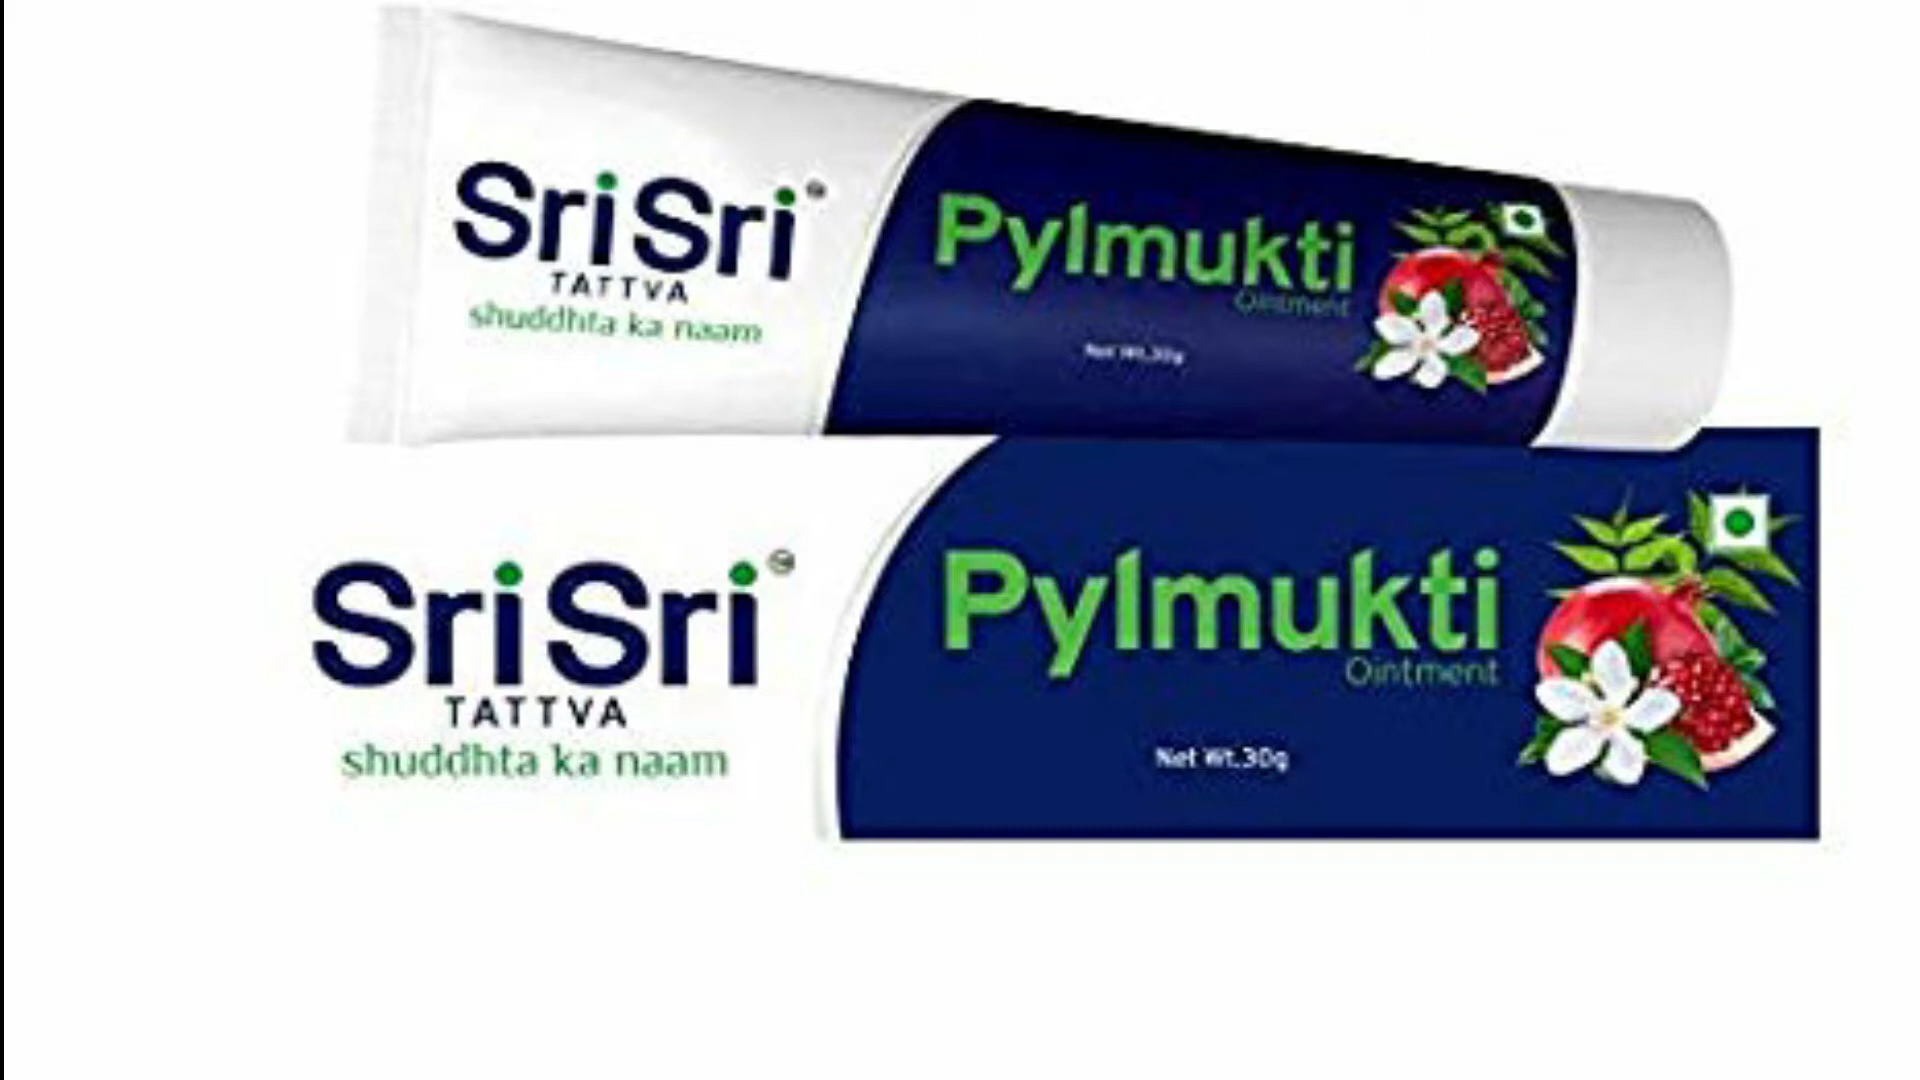 SriSri
TATTVA
shuddhta ka naam
Pylmukti
Ointment
Net Wt.30g
SriSri
TATTVA
shuddhta ka naam
Pylmukti
Ointment
Net Wt.30g